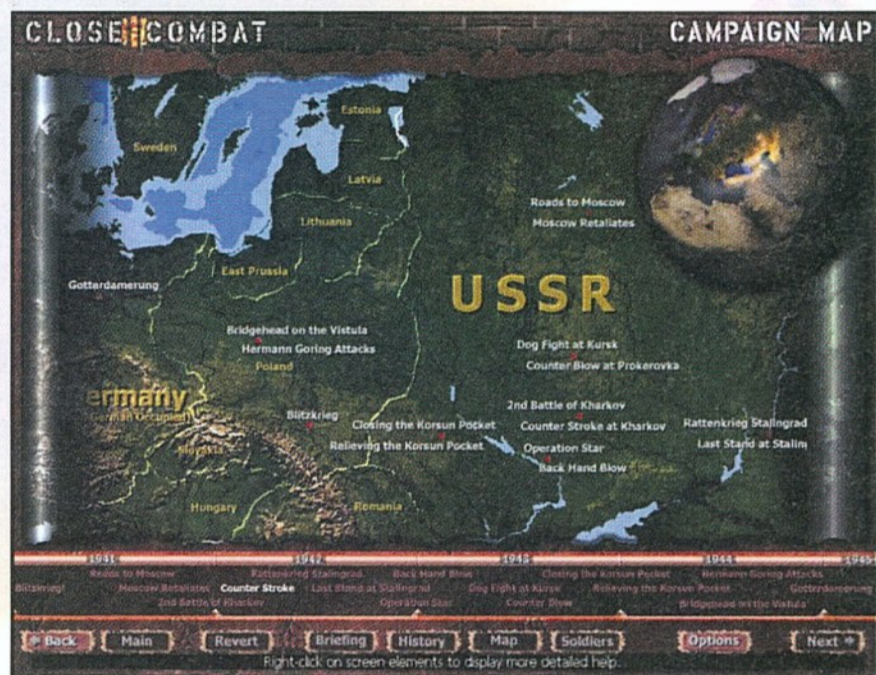 CLOSE COMBAT
CAMPAIGN MAP
Estonia
Sweden
Latvia
Roads to Moscow
Lithuania
Moscow Retaliates
East Prussia
USSR
Gotterdamerung
Bridgehead on the Vistula
Hermann Goring Attacks
Poland
Dog Fight at Kursk
Counter Blow at Prokerovka
ermany
German Occupied
Blitzkrieg
Closing the Korsun Pocket
Relieving the Korsun Pocket
2nd Battle of Kharkov
Counter Stroke at Kharkov
Rattenkrieg Stalingrad
Last Stand at Stalin
Operation Star
Back Hand Blow
Slovakia
Hungary
Romania
1941 1942 1943 1944 1945
Roads to Moscow Rattenkrieg Stalingrad Back Hand Blow Closing the Korsun Pocket Hermann Goring Attacks
Blitzkrieg! Moscow Retaliates Counter Stroke Last Stand at Stalingrad Dog Fight at Kursk Relieving the Korsun Pocket Gotterdamerung
2nd Battle of Kharkov Operation Star Counter Blow Bridgehead on the Vistula
Back Main Revert Briefing History Map Soldiers Options Next
Right-click on screen elements to display more detailed help.